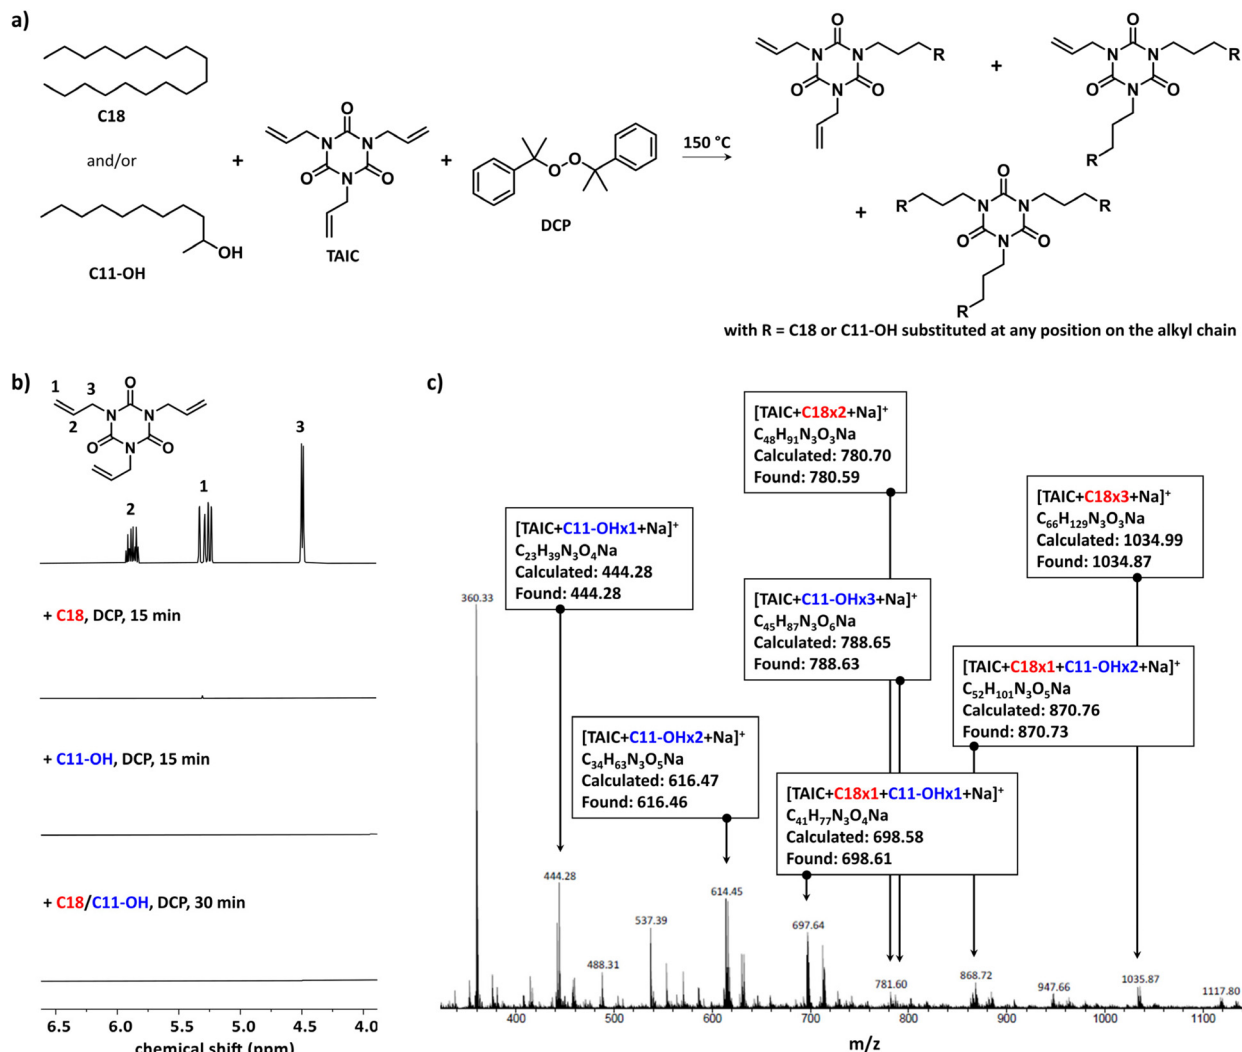 a)
C18
and/or
C11-OH
+
N N N
O O O
TAIC
+
O O
DCP
150 °C
N N N
O O O
R
+
N N N
O O O
R
R
+
N N N
O O O
R
R
R
with R = C18 or C11-OH substituted at any position on the alkyl chain
b)
1
3
2
O
N N
O N O
3
1
2
+ C18, DCP, 15 min
+ C11-OH, DCP, 15 min
+ C18/C11-OH, DCP, 30 min
6.5 6.0 5.5 5.0 4.5 4.0
chemical shift (ppm)
c)
[TAIC+C18x2+Na]⁺
C₄₈H₉₁N₃O₃Na
Calculated: 780.70
Found: 780.59
[TAIC+C11-OHx1+Na]⁺
C₂₃H₃₉N₃O₄Na
Calculated: 444.28
Found: 444.28
[TAIC+C18x3+Na]⁺
C₆₆H₁₂₉N₃O₃Na
Calculated: 1034.99
Found: 1034.87
[TAIC+C11-OHx3+Na]⁺
C₄₅H₈₇N₃O₆Na
Calculated: 788.65
Found: 788.63
[TAIC+C18x1+C11-OHx2+Na]⁺
C₅₂H₁₀₁N₃O₅Na
Calculated: 870.76
Found: 870.73
[TAIC+C11-OHx2+Na]⁺
C₃₄H₆₃N₃O₅Na
Calculated: 616.47
Found: 616.46
[TAIC+C18x1+C11-OHx1+Na]⁺
C₄₁H₇₇N₃O₄Na
Calculated: 698.58
Found: 698.61
360.33
444.28
488.31
537.39
614.45
697.64
781.60
868.72
947.66
1035.87
1117.80
400 500 600 700 800 900 1000 1100
m/z